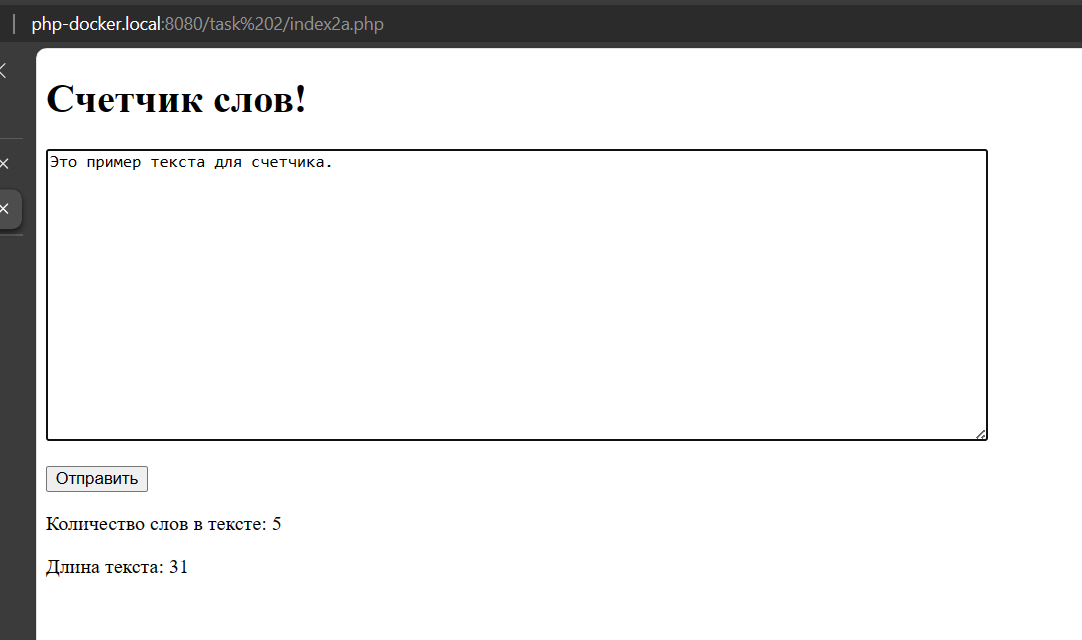 php-docker.local:8080/task%202/index2a.php
Счетчик слов!
Это пример текста для счетчика.
Отправить
Количество слов в тексте: 5
Длина текста: 31